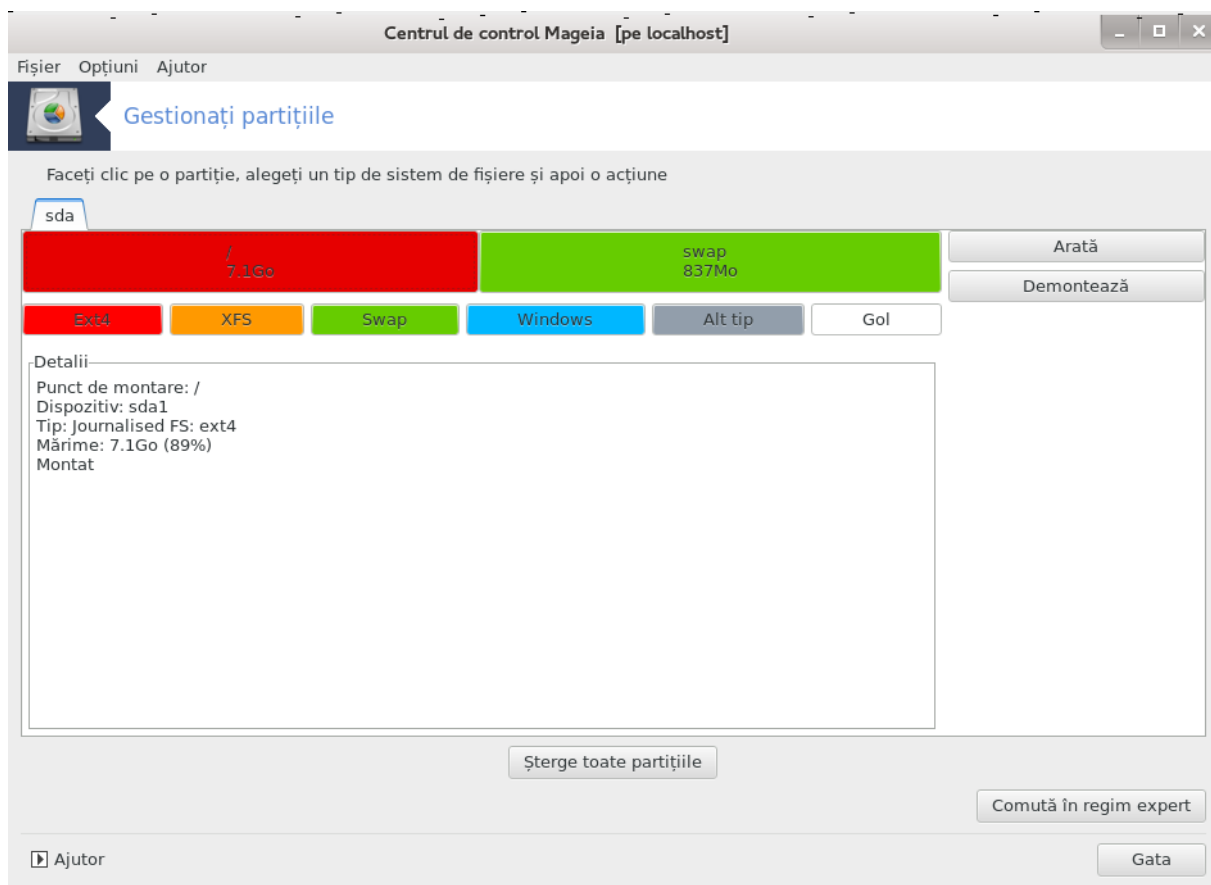 Centrul de control Mageia [pe localhost]
Fișier Opțiuni Ajutor
Gestionați partițiile
Faceți clic pe o partiție, alegeți un tip de sistem de fișiere și apoi o acțiune
sda
/
7.1Go
swap
837Mo
Arată
Demontează
Ext4 XFS Swap Windows Alt tip Gol
Detalii
Punct de montare: /
Dispozitiv: sda1
Tip: Journalised FS: ext4
Mărime: 7.1Go (89%)
Montat
Șterge toate partițiile
Comută în regim expert
Ajutor
Gata